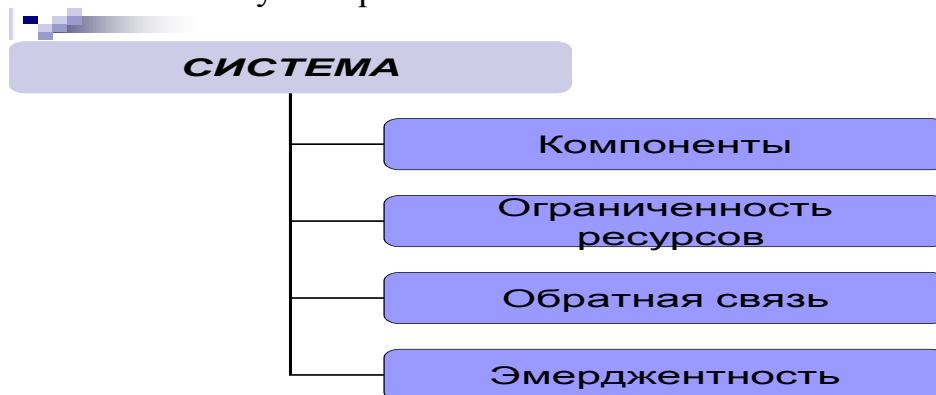 СИСТЕМА
Компоненты
Ограниченность
ресурсов
Обратная связь
Эмерджентность